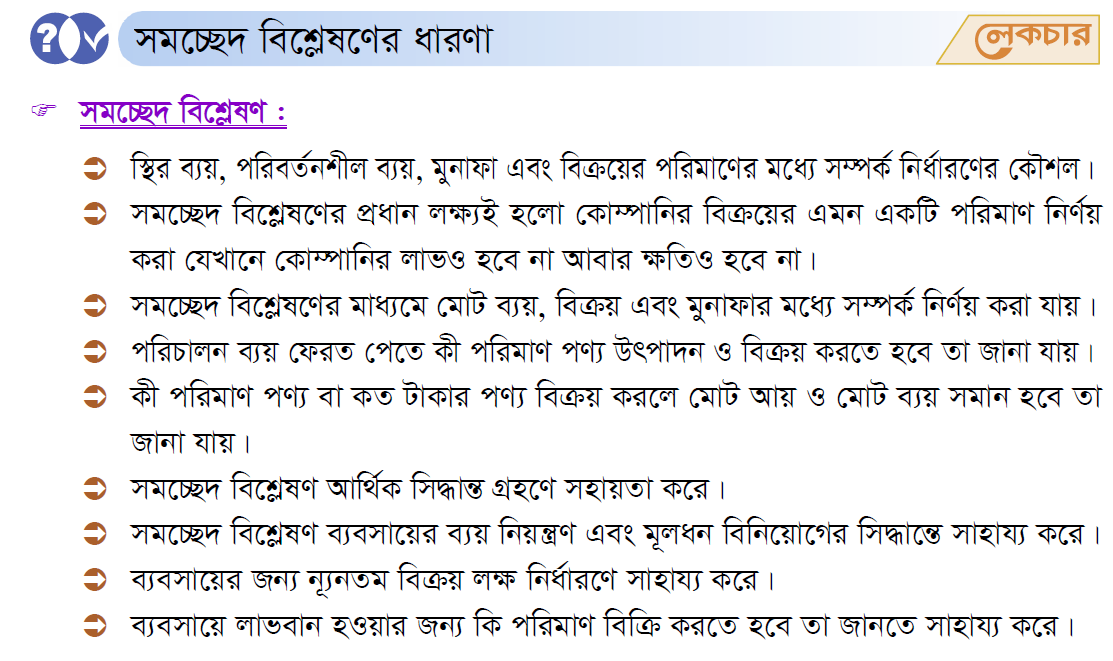 সমচ্ছেদ বিশ্লেষণের ধারণা
লেকচার
সমচ্ছেদ বিশ্লেষণ :
স্থির ব্যয়, পরিবর্তনশীল ব্যয়, মুনাফা এবং বিক্রয়ের পরিমাণের মধ্যে সম্পর্ক নির্ধারণের কৌশল।
সমচ্ছেদ বিশ্লেষণের প্রধান লক্ষ্যই হলো কোম্পানির বিক্রয়ের এমন একটি পরিমাণ নির্ণয়
করা যেখানে কোম্পানির লাভও হবে না আবার ক্ষতিও হবে না।
সমচ্ছেদ বিশ্লেষণের মাধ্যমে মোট ব্যয়, বিক্রয় এবং মুনাফার মধ্যে সম্পর্ক নির্ণয় করা যায়।
পরিচালন ব্যয় ফেরত পেতে কী পরিমাণ পণ্য উৎপাদন ও বিক্রয় করতে হবে তা জানা যায়।
কী পরিমাণ পণ্য বা কত টাকার পণ্য বিক্রয় করলে মোট আয় ও মোট ব্যয় সমান হবে তা
জানা যায়।
সমচ্ছেদ বিশ্লেষণ আর্থিক সিদ্ধান্ত গ্রহণে সহায়তা করে।
সমচ্ছেদ বিশ্লেষণ ব্যবসায়ের ব্যয় নিয়ন্ত্রণ এবং মূলধন বিনিয়োগের সিদ্ধান্তে সাহায্য করে।
ব্যবসায়ের জন্য ন্যূনতম বিক্রয় লক্ষ নির্ধারণে সাহায্য করে।
ব্যবসায়ে লাভবান হওয়ার জন্য কি পরিমাণ বিক্রি করতে হবে তা জানতে সাহায্য করে।